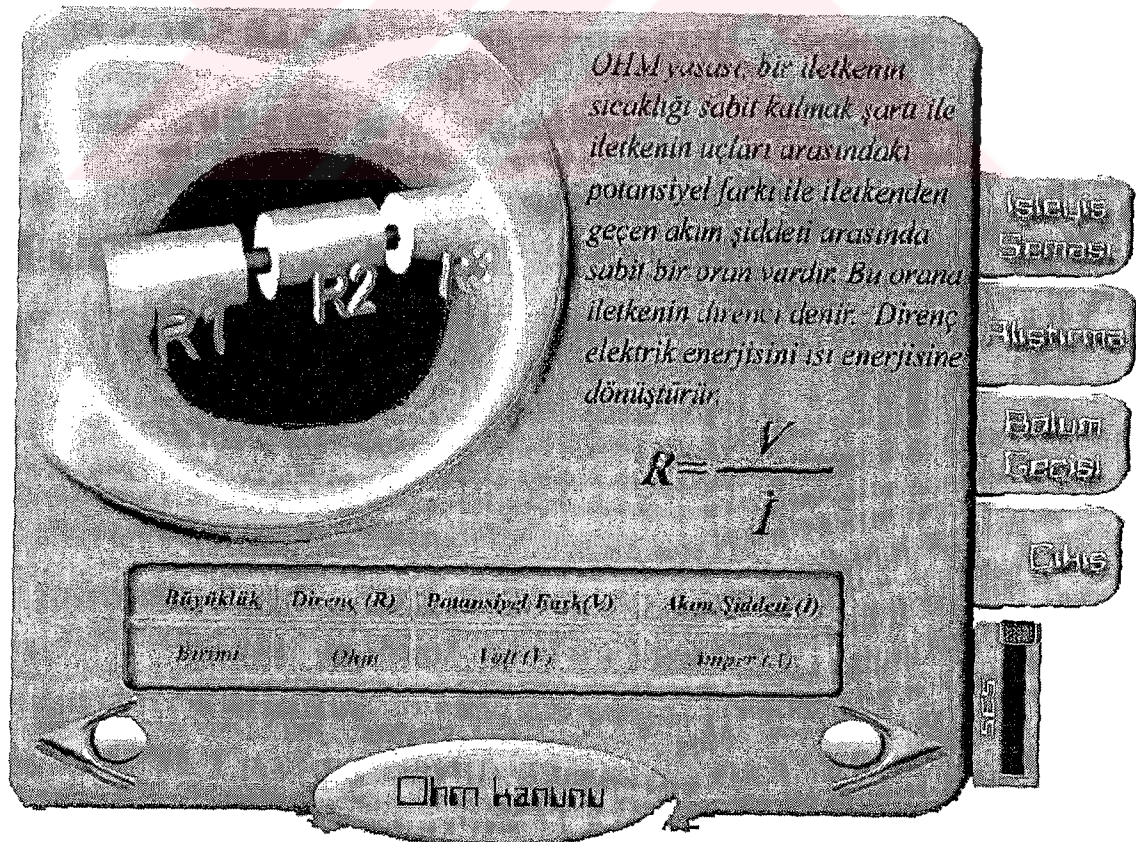 OHM yasası; bir iletkenin
sıcaklığı sabit kalmak şartı ile
iletkenin uçları arasındaki
potansiyel farkı ile iletkenden
geçen akım şiddeti arasında
sabit bir oran vardır. Bu orana
iletkenin direnci denir. Direnç
elektrik enerjisini ısı enerjisine
dönüştürür.
R=V/İ
R1 R2 R3
Büyüklük Direnç (R) Potansiyel Fark(V) Akım Şiddeti (İ)
Birimi Ohm Volt (V) Amper (A)
Ohm kanunu
İşleyiş
Şeması
Alıştırma
Bölüm
Geçişi
Çıkış
SES